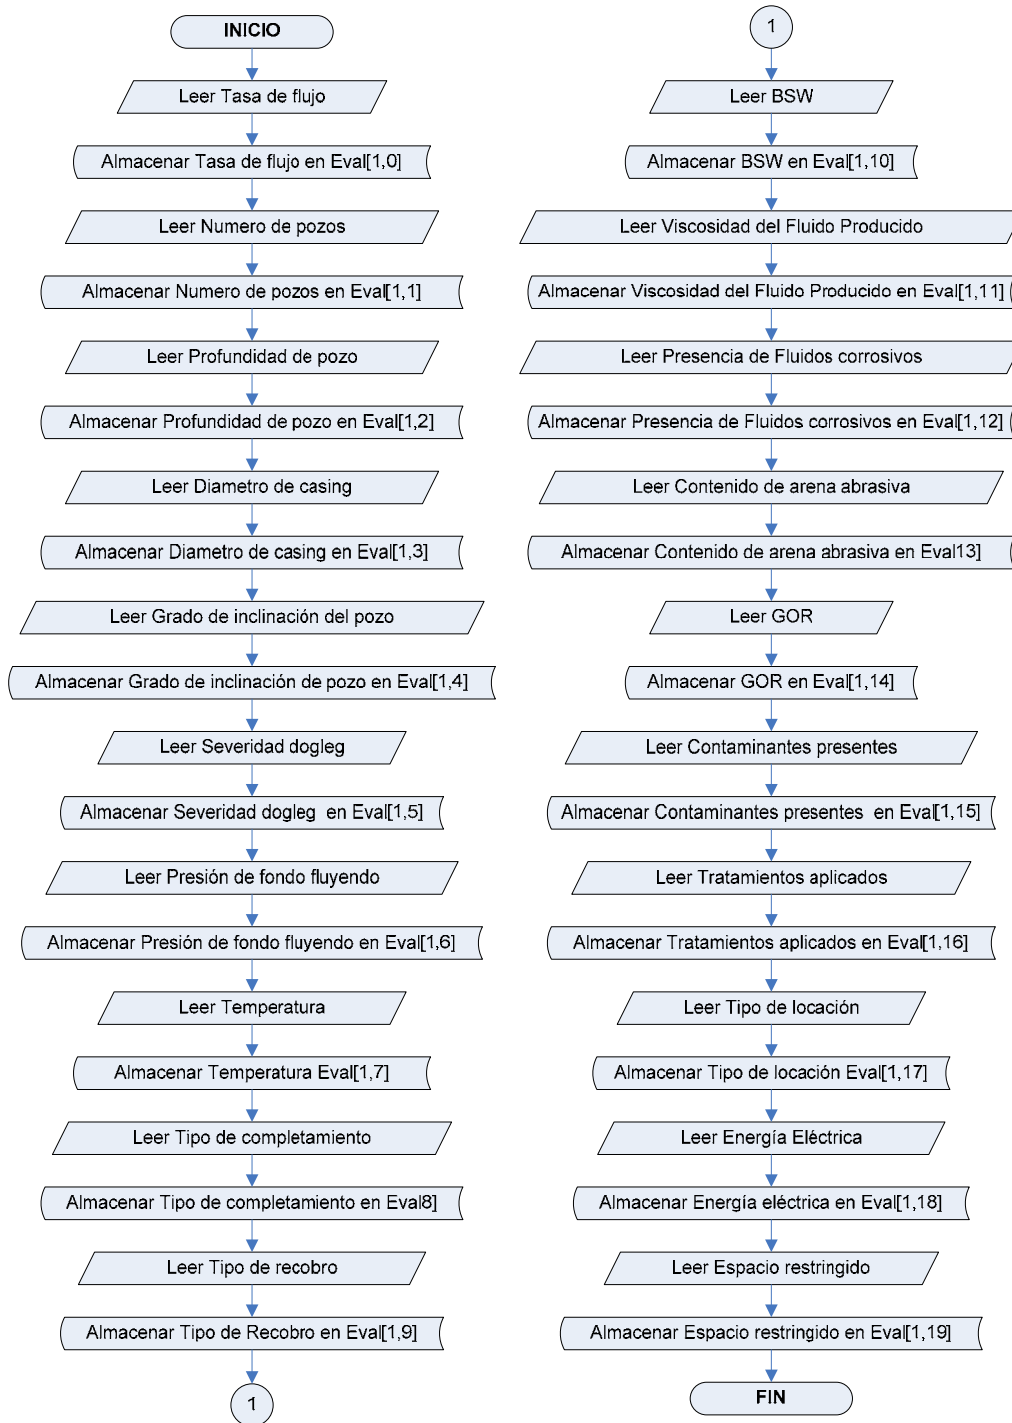 INICIO
Leer Tasa de flujo
Almacenar Tasa de flujo en Eval[1,0]
Leer Numero de pozos
Almacenar Numero de pozos en Eval[1,1]
Leer Profundidad de pozo
Almacenar Profundidad de pozo en Eval[1,2]
Leer Diametro de casing
Almacenar Diametro de casing en Eval[1,3]
Leer Grado de inclinación del pozo
Almacenar Grado de inclinación de pozo en Eval[1,4]
Leer Severidad dogleg
Almacenar Severidad dogleg en Eval[1,5]
Leer Presión de fondo fluyendo
Almacenar Presión de fondo fluyendo en Eval[1,6]
Leer Temperatura
Almacenar Temperatura Eval[1,7]
Leer Tipo de completamiento
Almacenar Tipo de completamiento en Eval8]
Leer Tipo de recobro
Almacenar Tipo de Recobro en Eval[1,9]
1
1
Leer BSW
Almacenar BSW en Eval[1,10]
Leer Viscosidad del Fluido Producido
Almacenar Viscosidad del Fluido Producido en Eval[1,11]
Leer Presencia de Fluidos corrosivos
Almacenar Presencia de Fluidos corrosivos en Eval[1,12]
Leer Contenido de arena abrasiva
Almacenar Contenido de arena abrasiva en Eval13]
Leer GOR
Almacenar GOR en Eval[1,14]
Leer Contaminantes presentes
Almacenar Contaminantes presentes en Eval[1,15]
Leer Tratamientos aplicados
Almacenar Tratamientos aplicados en Eval[1,16]
Leer Tipo de locación
Almacenar Tipo de locación Eval[1,17]
Leer Energía Eléctrica
Almacenar Energía eléctrica en Eval[1,18]
Leer Espacio restringido
Almacenar Espacio restringido en Eval[1,19]
FIN